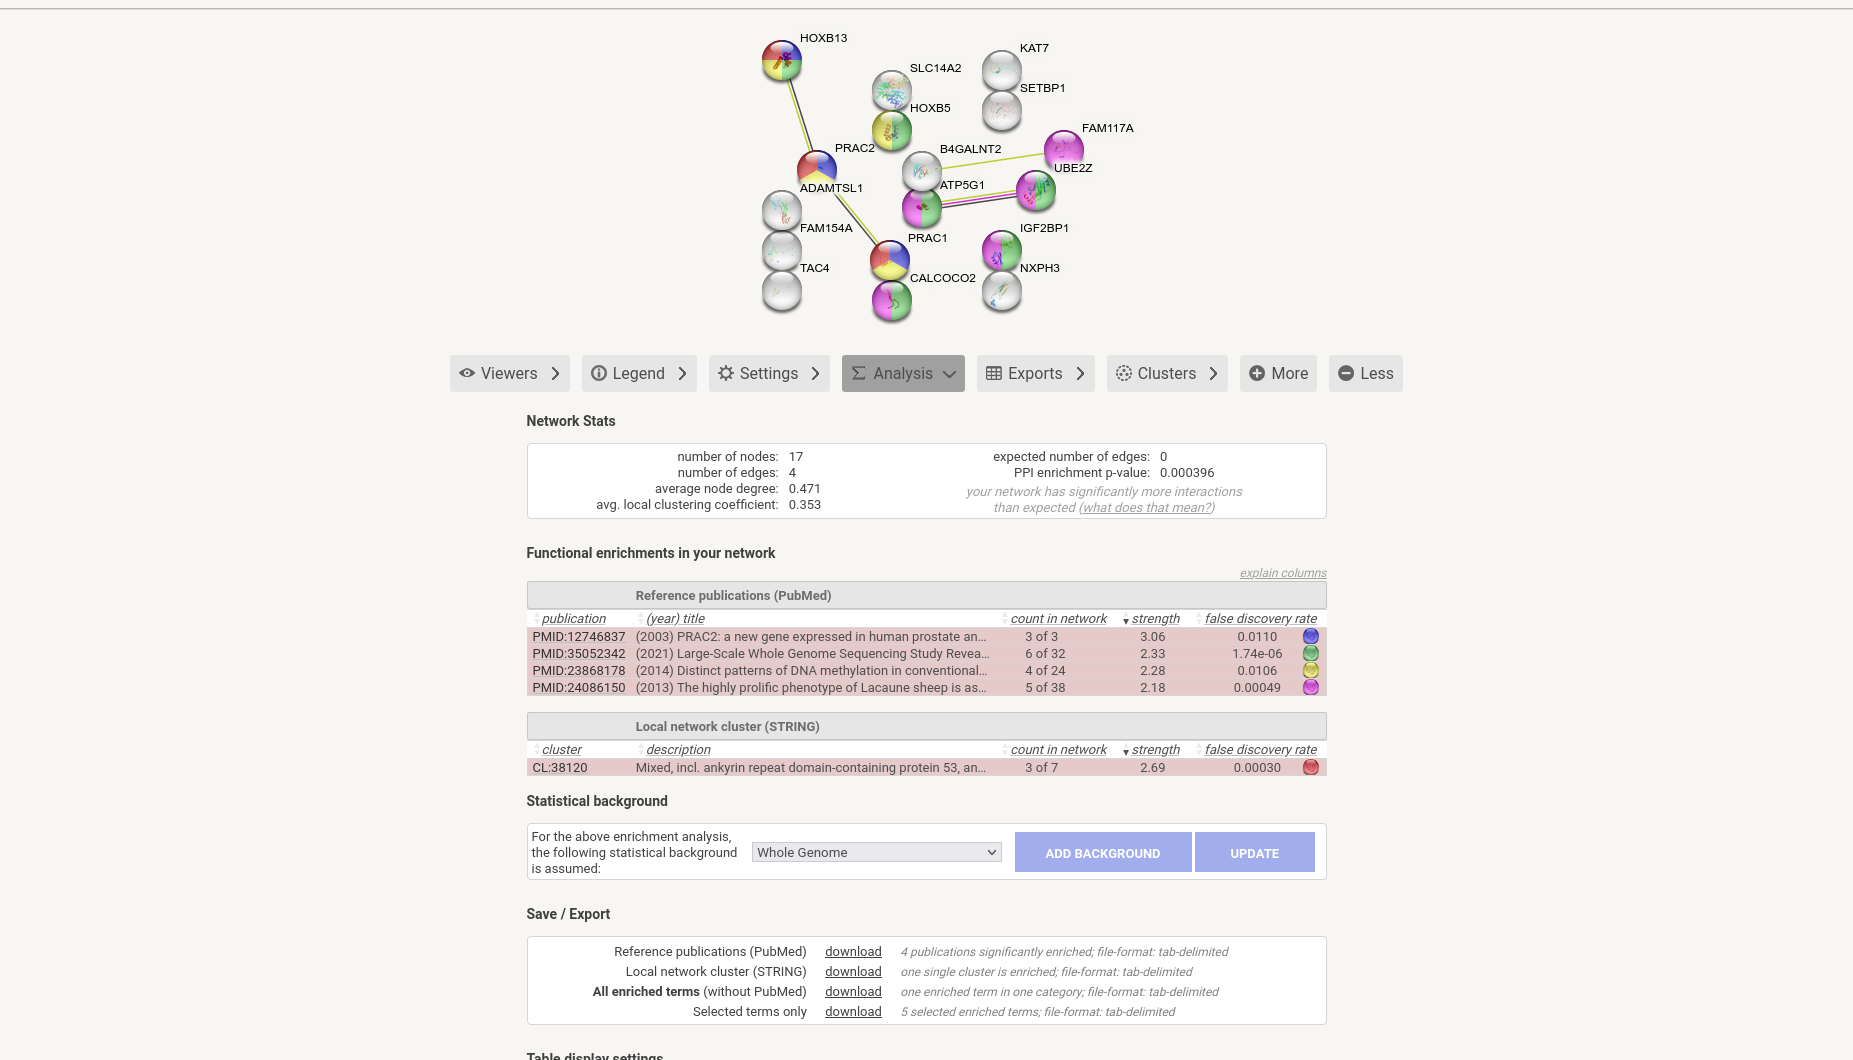 HOXB13
KAT7
SLC14A2
SETBP1
HOXB5
FAM117A
PRAC2
B4GALNT2
UBE2Z
ADAMTSL1
ATP5G1
FAM154A
IGF2BP1
PRAC1
TAC4
NXPH3
CALCOCO2
Viewers Legend Settings Analysis Exports Clusters More Less
Network Stats
number of nodes: 17
number of edges: 4
average node degree: 0.471
avg. local clustering coefficient: 0.353
expected number of edges: 0
PPI enrichment p-value: 0.000396
your network has significantly more interactions
than expected (what does that mean?)
Functional enrichments in your network
explain columns
Reference publications (PubMed)
publication (year) title count in network strength false discovery rate
PMID:12746837 (2003) PRAC2: a new gene expressed in human prostate an... 3 of 3 3.06 0.0110
PMID:35052342 (2021) Large-Scale Whole Genome Sequencing Study Revea... 6 of 32 2.33 1.74e-06
PMID:23868178 (2014) Distinct patterns of DNA methylation in conventional... 4 of 24 2.28 0.0106
PMID:24086150 (2013) The highly prolific phenotype of Lacaune sheep is as... 5 of 38 2.18 0.00049
Local network cluster (STRING)
cluster description count in network strength false discovery rate
CL:38120 Mixed, incl. ankyrin repeat domain-containing protein 53, an... 3 of 7 2.69 0.00030
Statistical background
For the above enrichment analysis,
the following statistical background
is assumed:
Whole Genome
ADD BACKGROUND UPDATE
Save / Export
Reference publications (PubMed) download 4 publications significantly enriched; file-format: tab-delimited
Local network cluster (STRING) download one single cluster is enriched; file-format: tab-delimited
All enriched terms (without PubMed) download one enriched term in one category; file-format: tab-delimited
Selected terms only download 5 selected enriched terms; file-format: tab-delimited
Table display settings